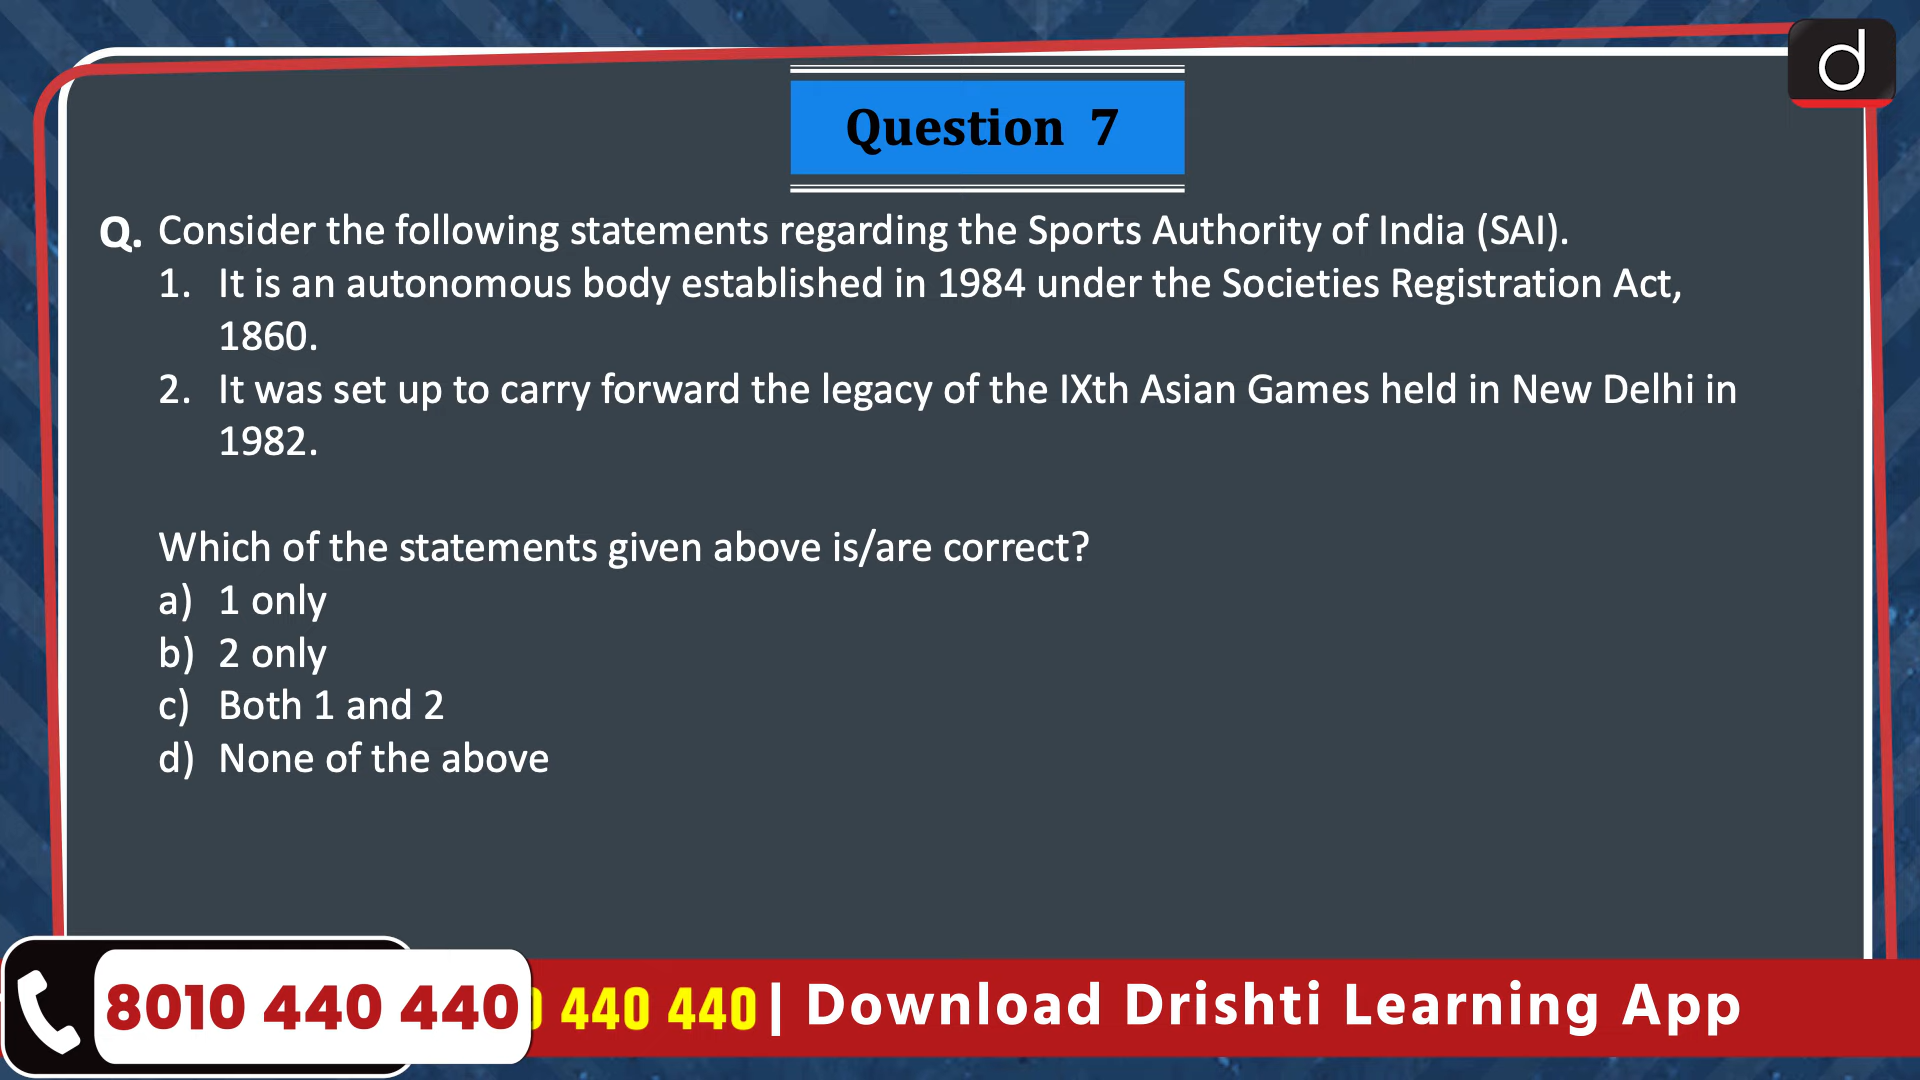 d
Question 7
Q. Consider the following statements regarding the Sports Authority of India (SAI).
1. It is an autonomous body established in 1984 under the Societies Registration Act,
1860.
2. It was set up to carry forward the legacy of the IXth Asian Games held in New Delhi in
1982.
Which of the statements given above is/are correct?
a) 1 only
b) 2 only
c) Both 1 and 2
d) None of the above
8010 440 440 440 440 | Download Drishti Learning App